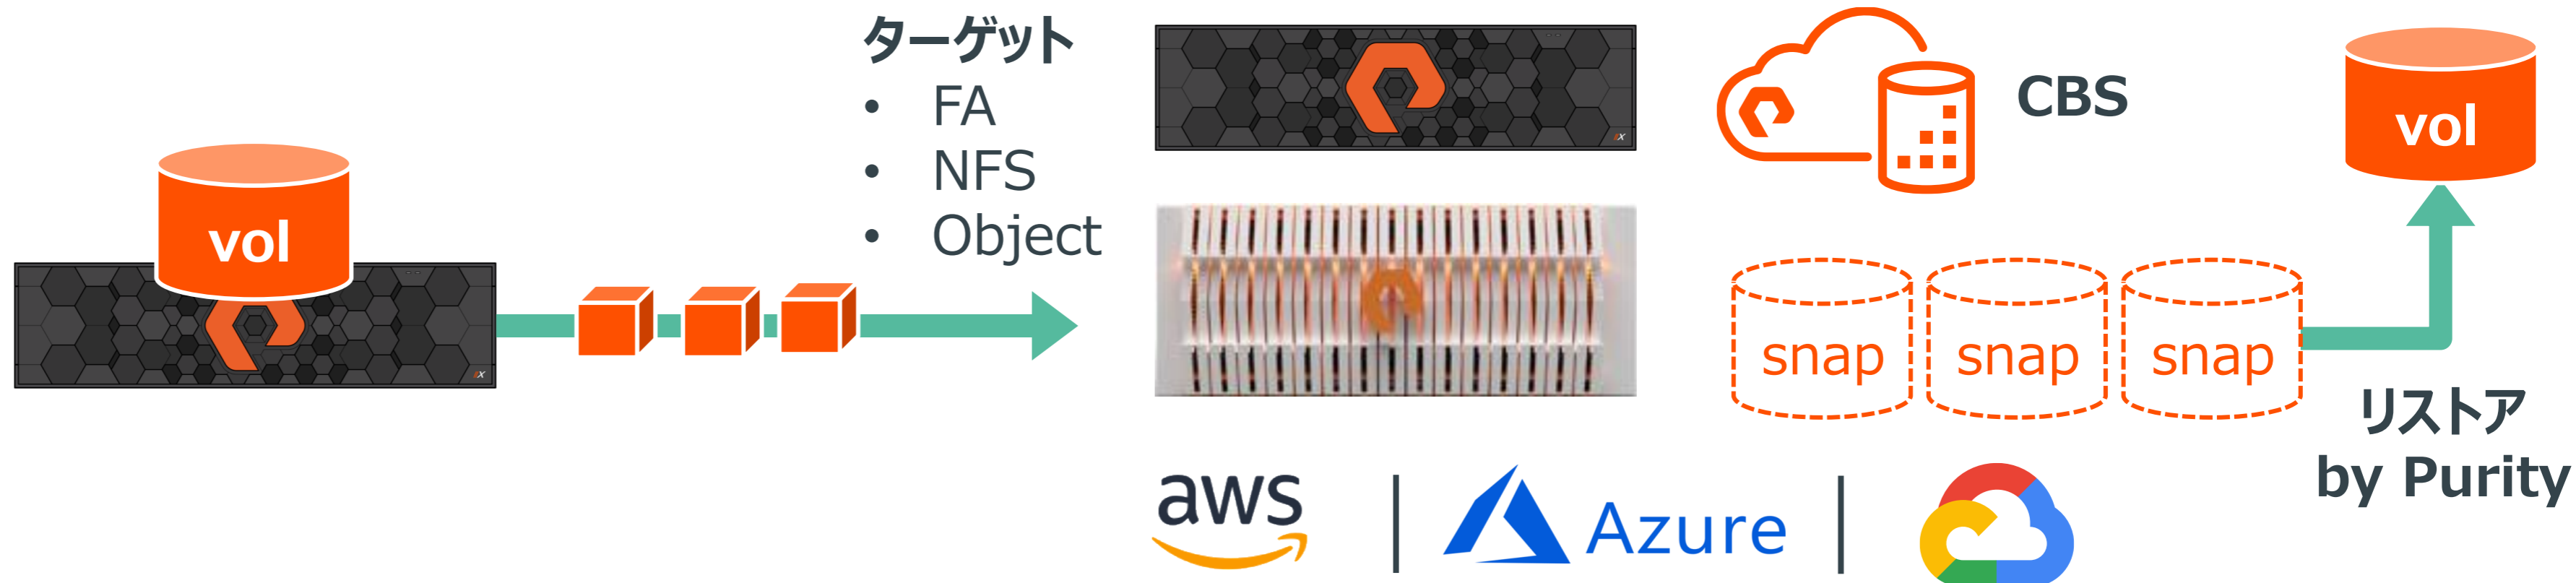 vol
ターゲット
• FA
• NFS
• Object
CBS
snap
snap
snap
vol
リストア
by Purity
aws
Azure